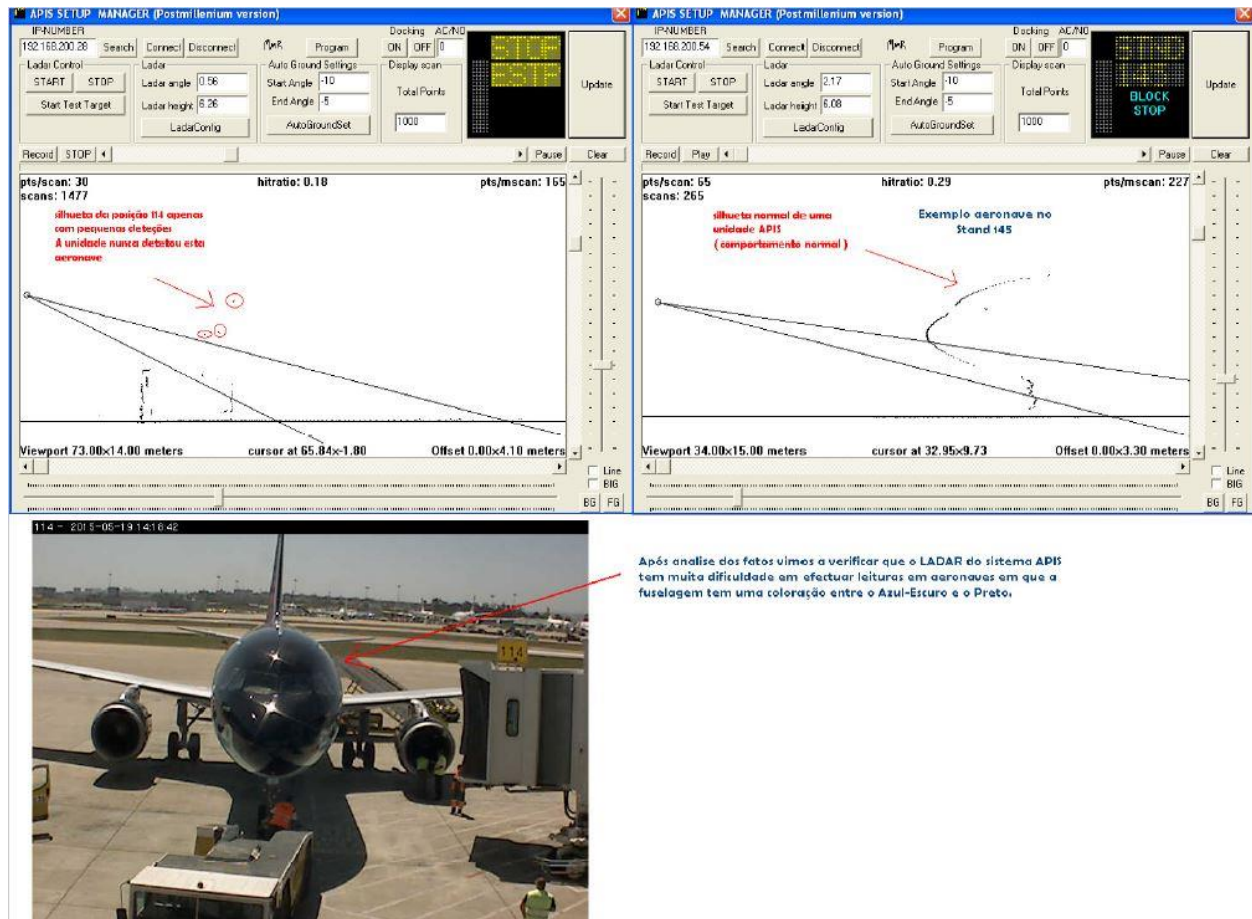 APIS SETUP MANAGER (Postmillenium version)
IP-NUMBER
Docking AC/NO
192.168.200.28 Search Connect Disconnect Program ON OFF 0
Ladar Control Ladar Auto Ground Settings Display scan
START STOP Ladar angle 0.56 Start Angle -10
Start Test Target Ladar height 6.26 End Angle -5 Total Points
LadarConfig AutoGroundSet 1000
STOP
ESTP
Update
Record STOP Pause Clear
pts/scan: 30 hitratio: 0.18 pts/mscan: 165
scans: 1477
silhueta da posição 114 apenas
com pequenas deteções
A unidade nunca detetou esta
aeronave
Viewport 73.00x14.00 meters cursor at 65.84x-1.80 Offset 0.00x4.10 meters
Line
BIG
BG FG
APIS SETUP MANAGER (Postmillenium version)
IP-NUMBER
Docking AC/NO
192.168.200.54 Search Connect Disconnect Program ON OFF 0
Ladar Control Ladar Auto Ground Settings Display scan
START STOP Ladar angle 2.17 Start Angle -10
Start Test Target Ladar height 6.08 End Angle -5 Total Points
LadarConfig AutoGroundSet 1000
BLOCK
STOP
Update
Record Play Pause Clear
pts/scan: 65 hitratio: 0.29 pts/mscan: 227
scans: 265
silhueta normal de uma
unidade APIS
( comportamento normal )
Exemplo aeronave no
Stand 145
Viewport 34.00x15.00 meters cursor at 32.95x9.73 Offset 0.00x3.30 meters
Line
BIG
BG FG
114 - 2015-05-19 14:18:42
114
Após analise dos fatos vimos a verificar que o LADAR do sistema APIS
tem muita dificuldade em efectuar leituras em aeronaves em que a
fuselagem tem uma coloração entre o Azul-Escuro e o Preto.